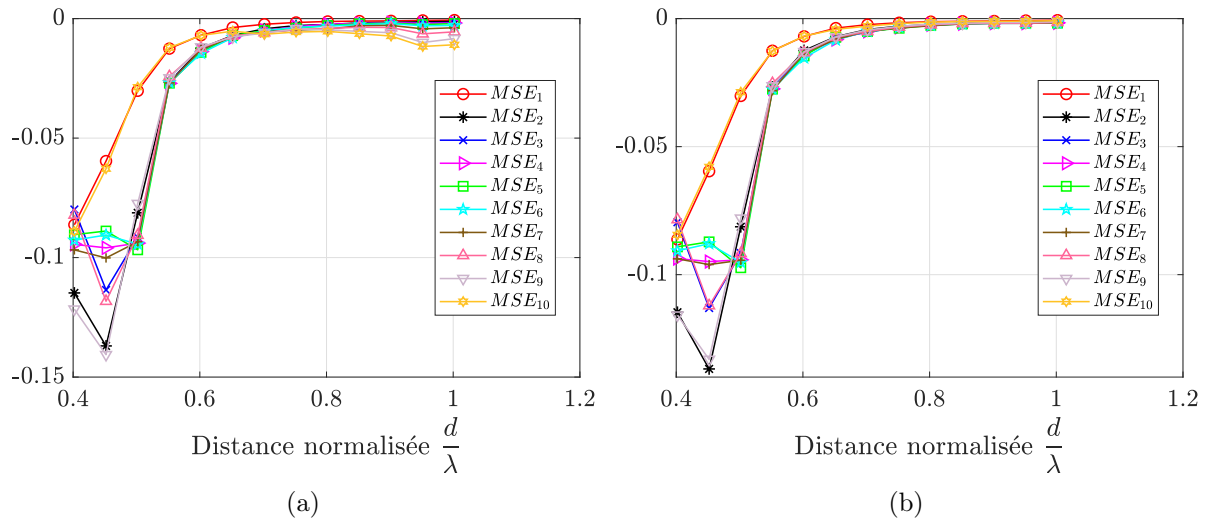 0
-0.05
-0.1
-0.15
0.4 0.6 0.8 1 1.2
MSE₁
MSE₂
MSE₃
MSE₄
MSE₅
MSE₆
MSE₇
MSE₈
MSE₉
MSE₁₀
Distance normalisée d/λ
(a)
0
-0.05
-0.1
0.4 0.6 0.8 1 1.2
MSE₁
MSE₂
MSE₃
MSE₄
MSE₅
MSE₆
MSE₇
MSE₈
MSE₉
MSE₁₀
Distance normalisée d/λ
(b)